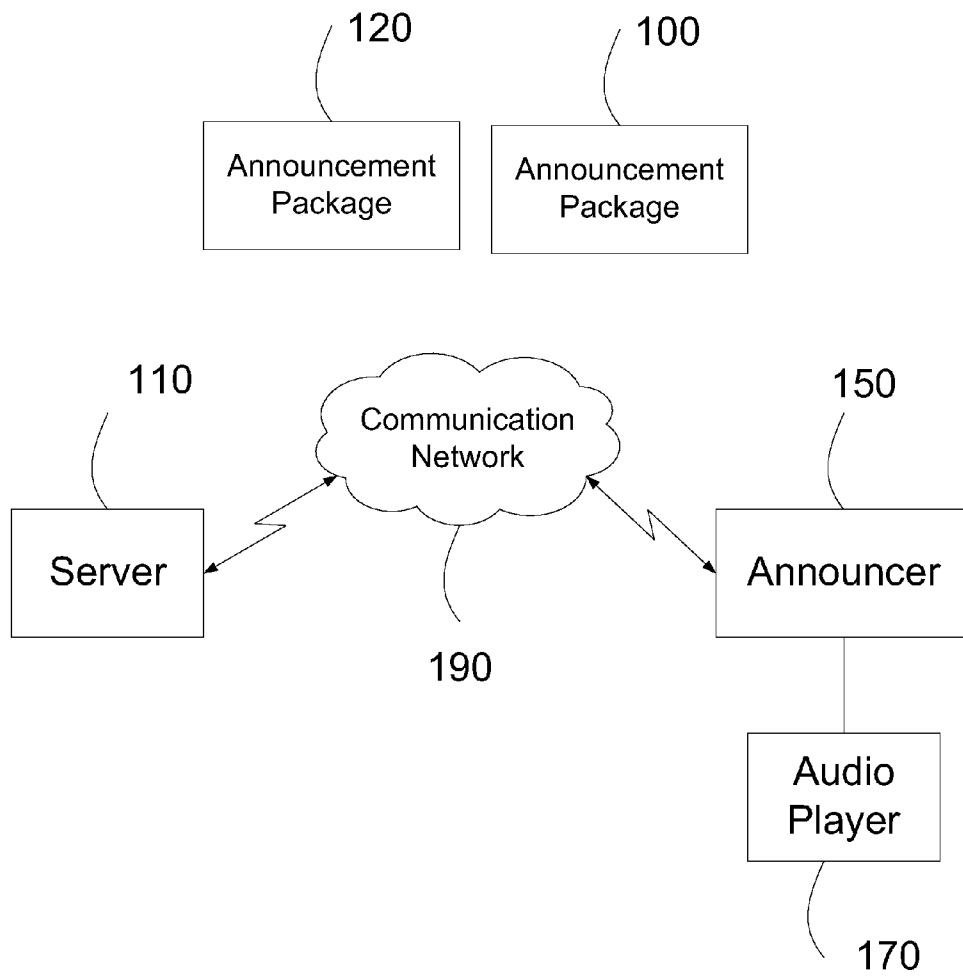 120
100
Announcement
Package
Announcement
Package
110
Communication
Network
150
Server
Announcer
190
Audio
Player
170